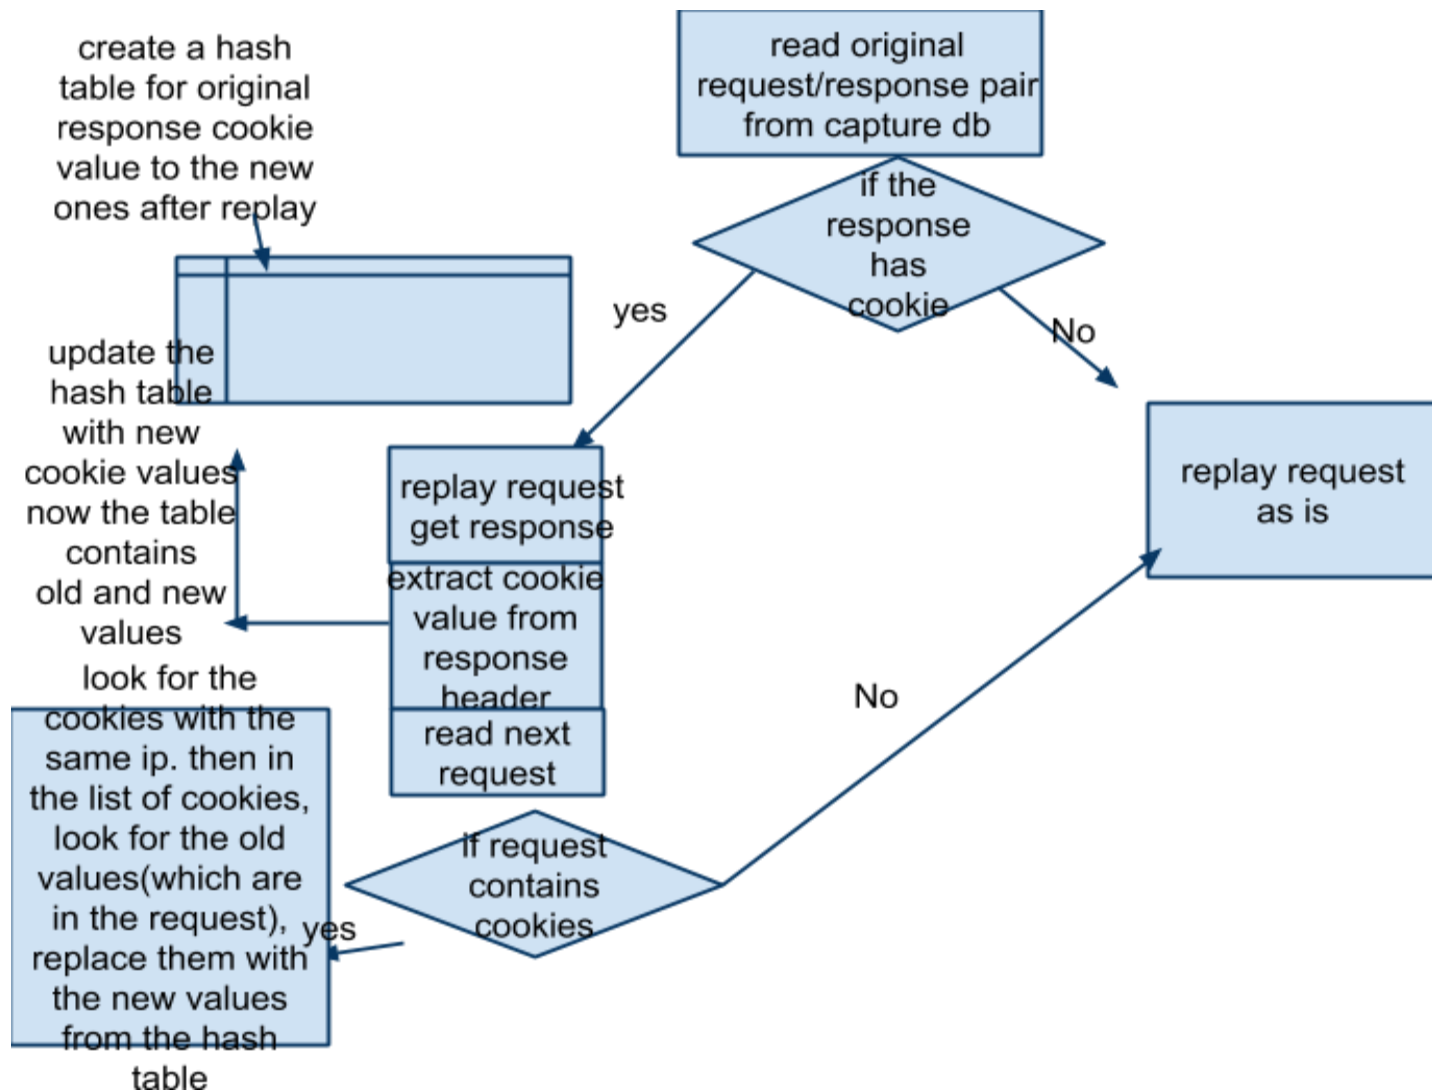 create a hash
table for original
response cookie
value to the new
ones after replay
read original
request/response pair
from capture db
if the
response
has
cookie
yes
No
update the
hash table
with new
cookie values
now the table
contains
old and new
values
replay request
get response
replay request
as is
extract cookie
value from
response
header
read next
request
No
look for the
cookies with the
same ip. then in
the list of cookies,
look for the old
values(which are
in the request),
replace them with
the new values
from the hash
table
yes
if request
contains
cookies